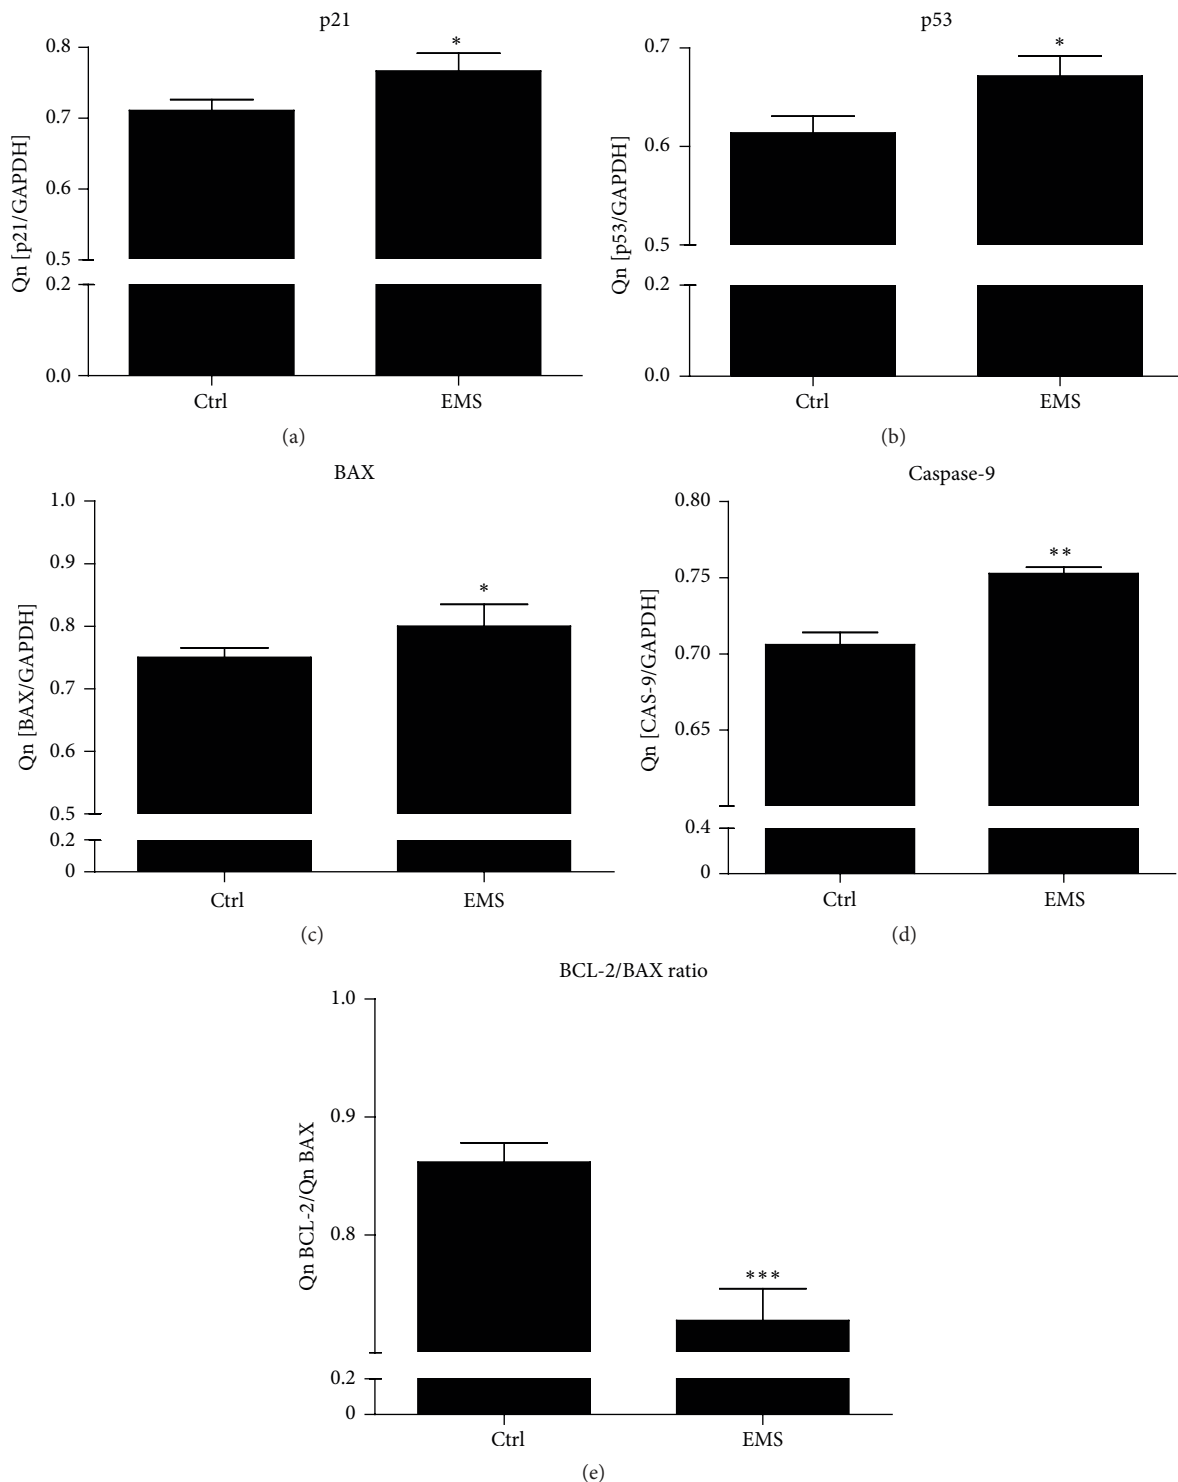 p21
Qn [p21/GAPDH]
0.8
0.7
0.6
0.5
0.2
0.0
*
Ctrl
EMS
(a)
p53
Qn [p53/GAPDH]
0.7
0.6
0.5
0.2
0.0
*
Ctrl
EMS
(b)
BAX
Qn [BAX/GAPDH]
1.0
0.9
0.8
0.7
0.6
0.5
0.2
0
*
Ctrl
EMS
(c)
Caspase-9
Qn [CAS-9/GAPDH]
0.80
0.75
0.70
0.65
0.4
0
**
Ctrl
EMS
(d)
BCL-2/BAX ratio
Qn BCL-2/Qn BAX
1.0
0.9
0.8
0.2
0
***
Ctrl
EMS
(e)